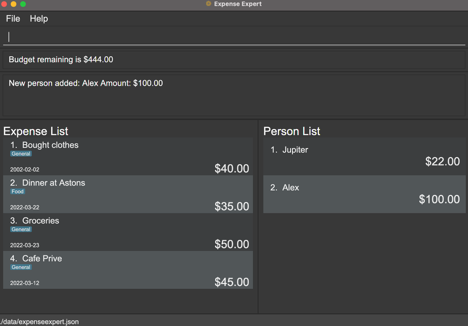 Expense Expert
File Help
Budget remaining is $444.00
New person added: Alex Amount: $100.00
Expense List
1. Bought clothes
General
2002-02-02
$40.00
2. Dinner at Astons
Food
2022-03-22
$35.00
3. Groceries
General
2022-03-23
$50.00
4. Cafe Prive
General
2022-03-12
$45.00
Person List
1. Jupiter
$22.00
2. Alex
$100.00
./data/expenseexpert.json